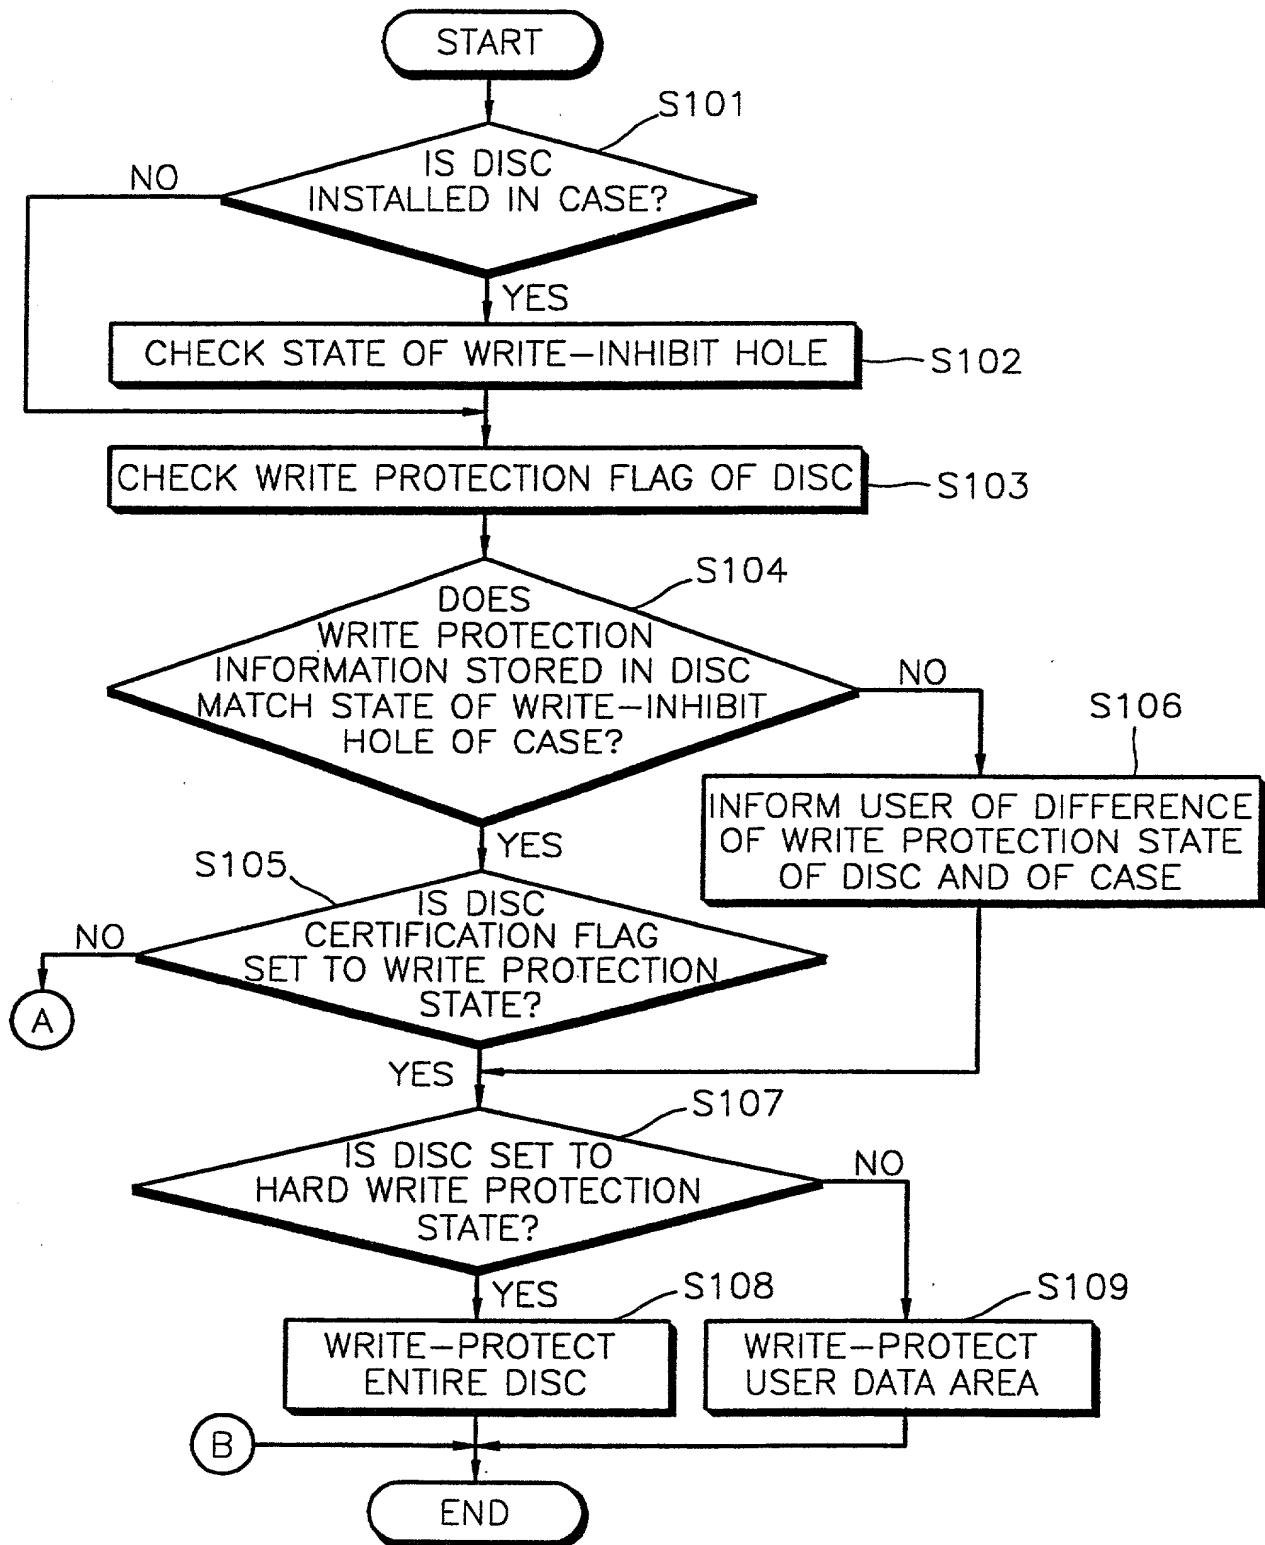 START
S101
IS DISC
INSTALLED IN CASE?
NO
YES
CHECK STATE OF WRITE-INHIBIT HOLE
S102
CHECK WRITE PROTECTION FLAG OF DISC
S103
S104
DOES
WRITE PROTECTION
INFORMATION STORED IN DISC
MATCH STATE OF WRITE-INHIBIT
HOLE OF CASE?
NO
S106
INFORM USER OF DIFFERENCE
OF WRITE PROTECTION STATE
OF DISC AND OF CASE
YES
S105
IS DISC
CERTIFICATION FLAG
SET TO WRITE PROTECTION
STATE?
NO
A
YES
S107
IS DISC SET TO
HARD WRITE PROTECTION
STATE?
NO
YES
S108
S109
WRITE-PROTECT
ENTIRE DISC
WRITE-PROTECT
USER DATA AREA
B
END